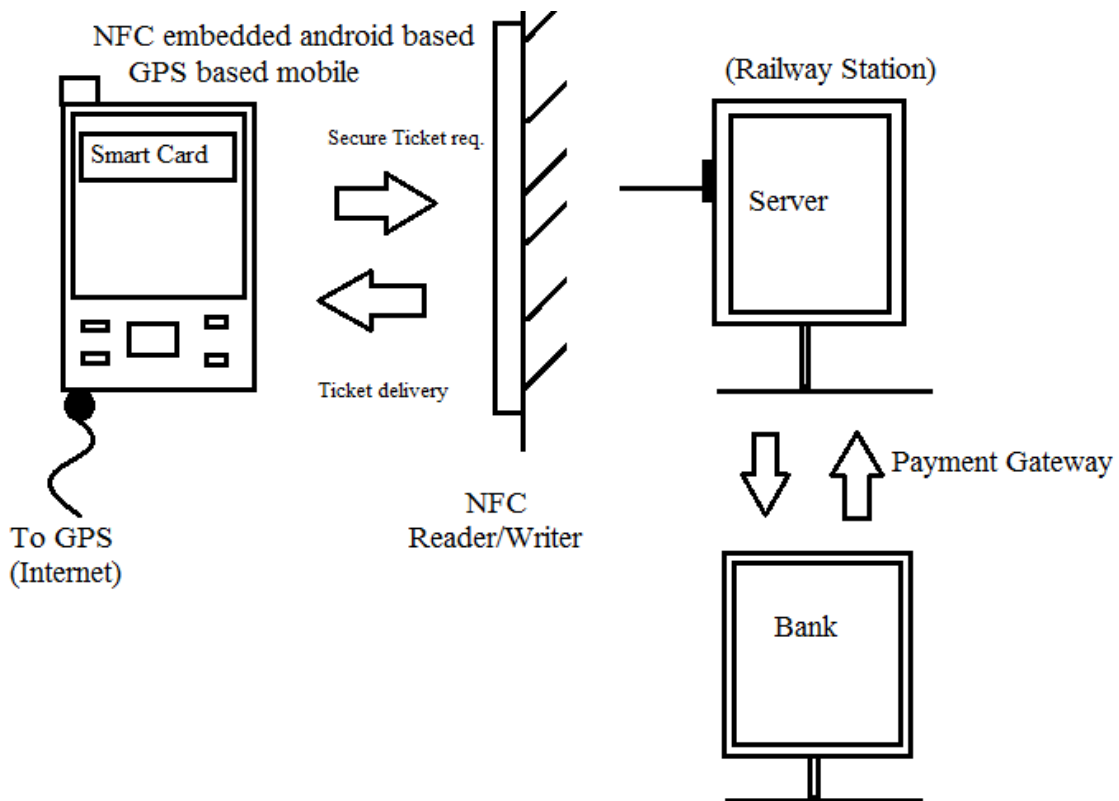 NFC embedded android based
GPS based mobile
(Railway Station)
Smart Card
Secure Ticket req.
Server
Ticket delivery
Payment Gateway
NFC
Reader/Writer
To GPS
(Internet)
Bank